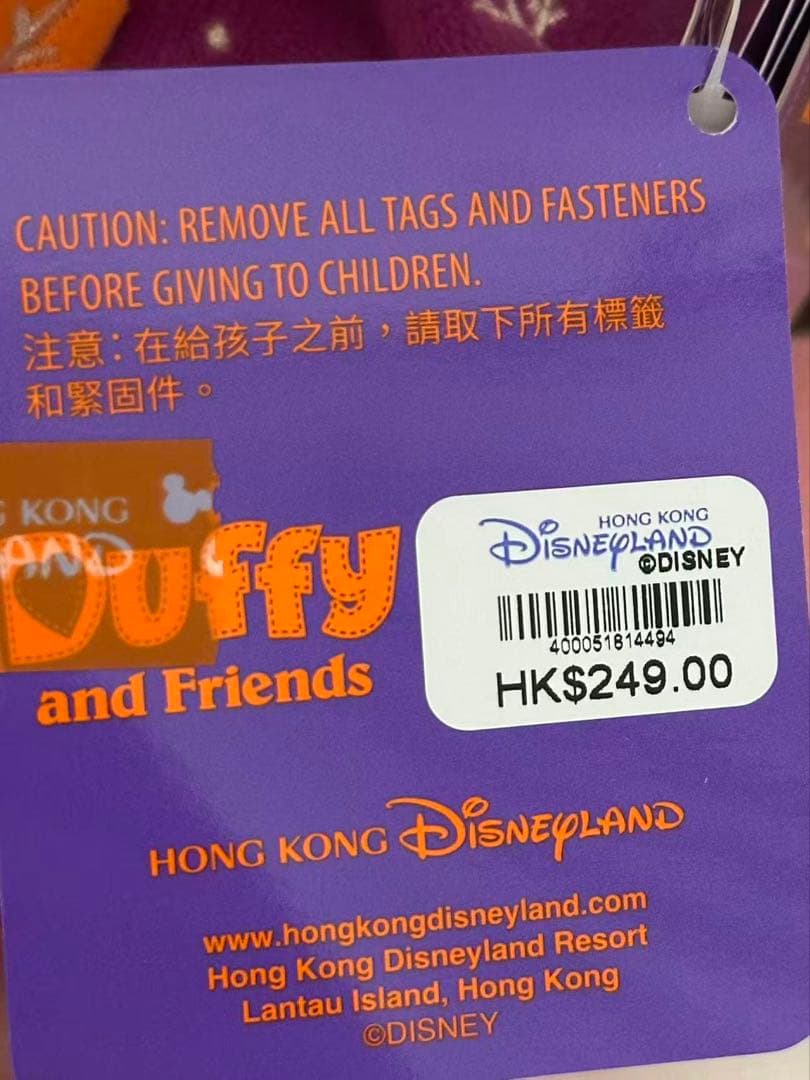 CAUTION: REMOVE ALL TAGS AND FASTENERS
BEFORE GIVING TO CHILDREN.
注意：在給孩子之前，請取下所有標籤
和緊固件。
KONG
AND
Duffy
and Friends
HONG KONG
DISNEYLAND
©DISNEY
400051814494
HK$249.00
HONG KONG DISNEYLAND
www.hongkongdisneyland.com
Hong Kong Disneyland Resort
Lantau Island, Hong Kong
©DISNEY